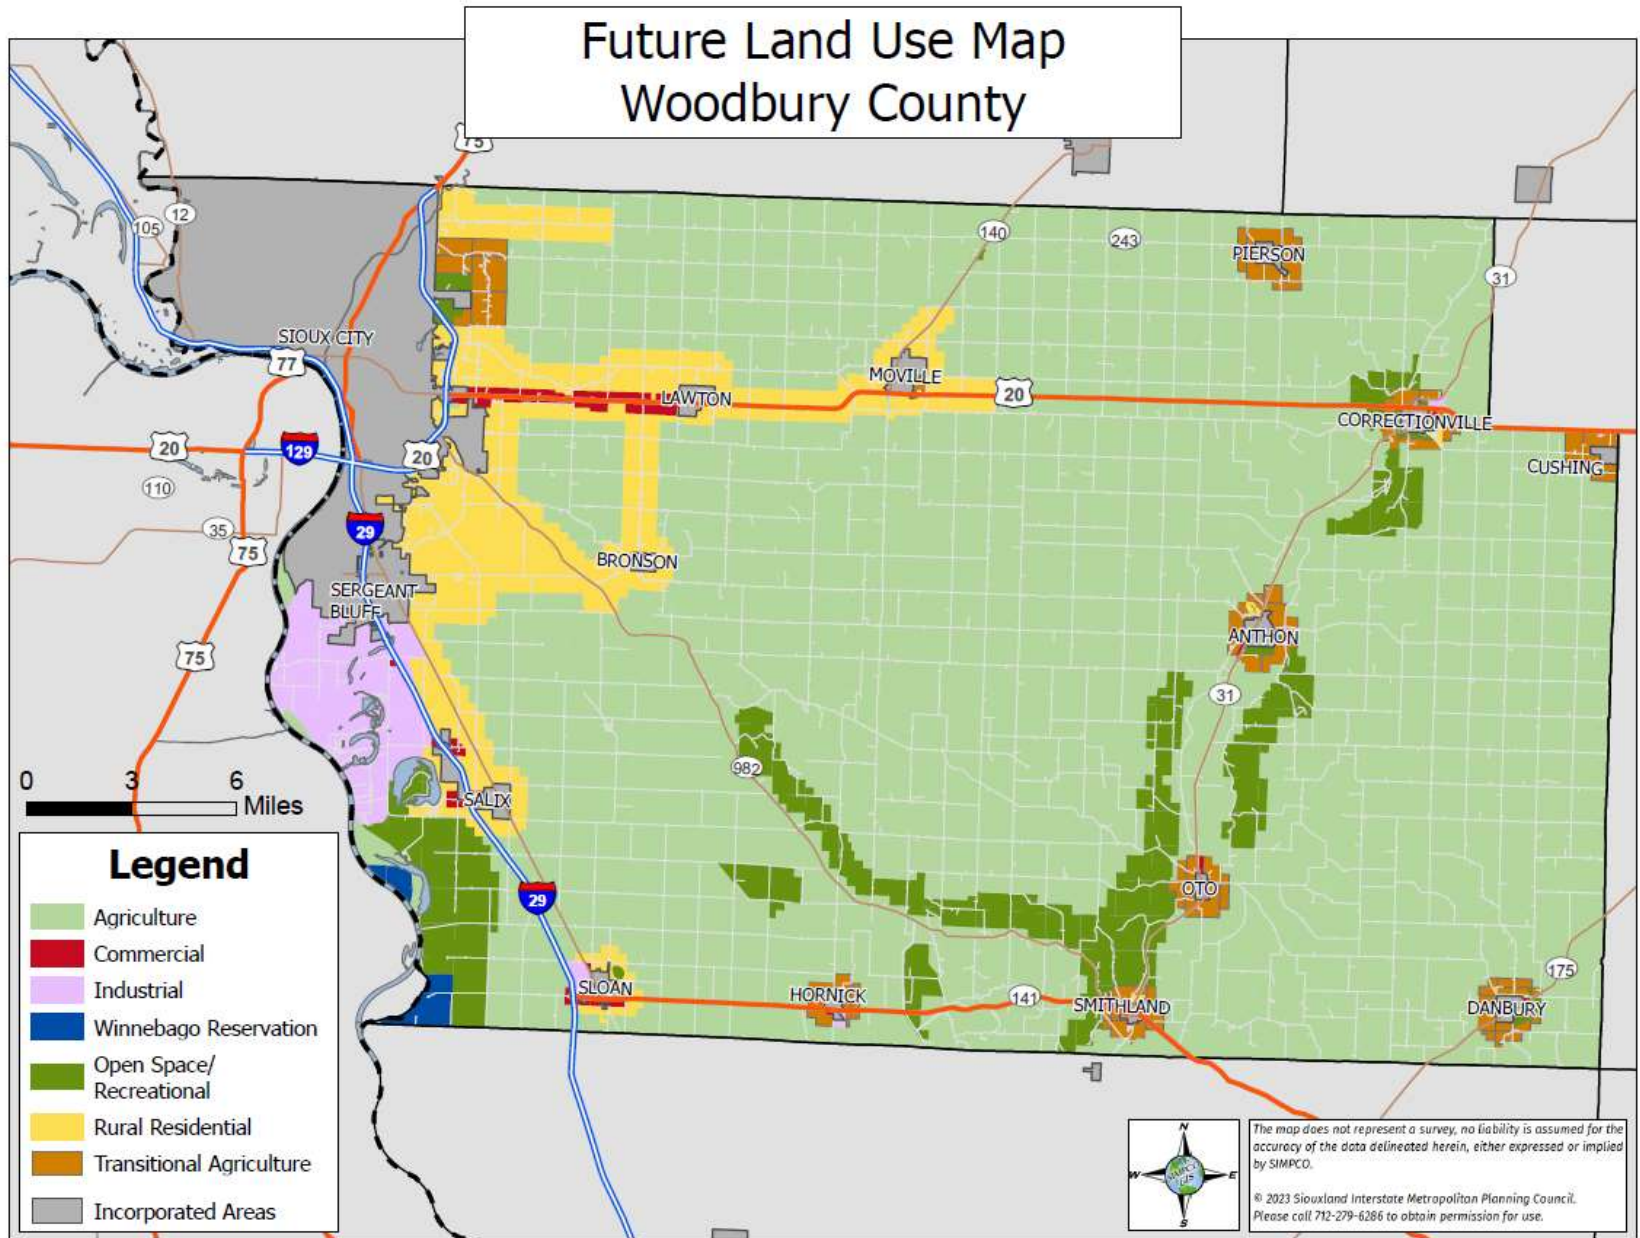 Future Land Use Map
Woodbury County
75
12
105
140
243
PIERSON
31
SIOUX CITY
77
MOVILLE
20
LAWTON
CORRECTIONVILLE
20
129
20
CUSHING
110
35
29
75
BRONSON
SERGEANT
BLUFF
ANTHON
75
31
982
0 3 6
Miles
SALIX
Legend
Agriculture
Commercial
Industrial
Winnebago Reservation
Open Space/
Recreational
Rural Residential
Transitional Agriculture
Incorporated Areas
29
OTO
SLOAN
HORNICK
141
SMITHLAND
175
DANBURY
N
W E
S
SIMPCO
GIS
The map does not represent a survey, no liability is assumed for the
accuracy of the data delineated herein, either expressed or implied
by SIMPCO.
© 2023 Siouxland Interstate Metropolitan Planning Council.
Please call 712-279-6286 to obtain permission for use.